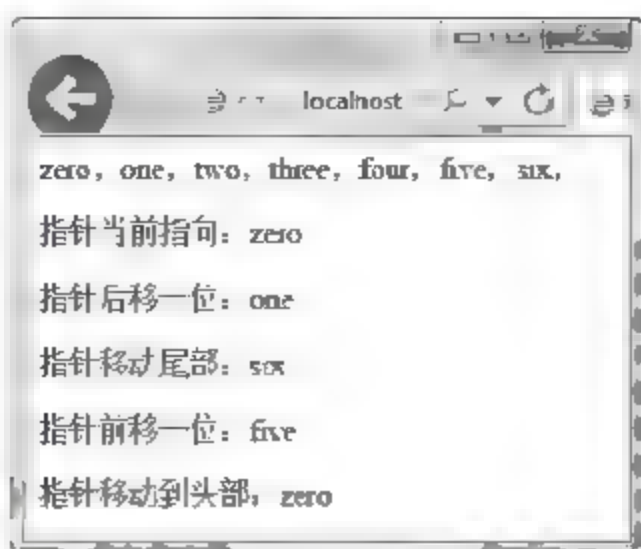 localhost
zero，one，two，three，four，five，six，
指针当前指向：zero
指针后移一位：one
指针移动尾部：six
指针前移一位：five
指针移动到头部：zero